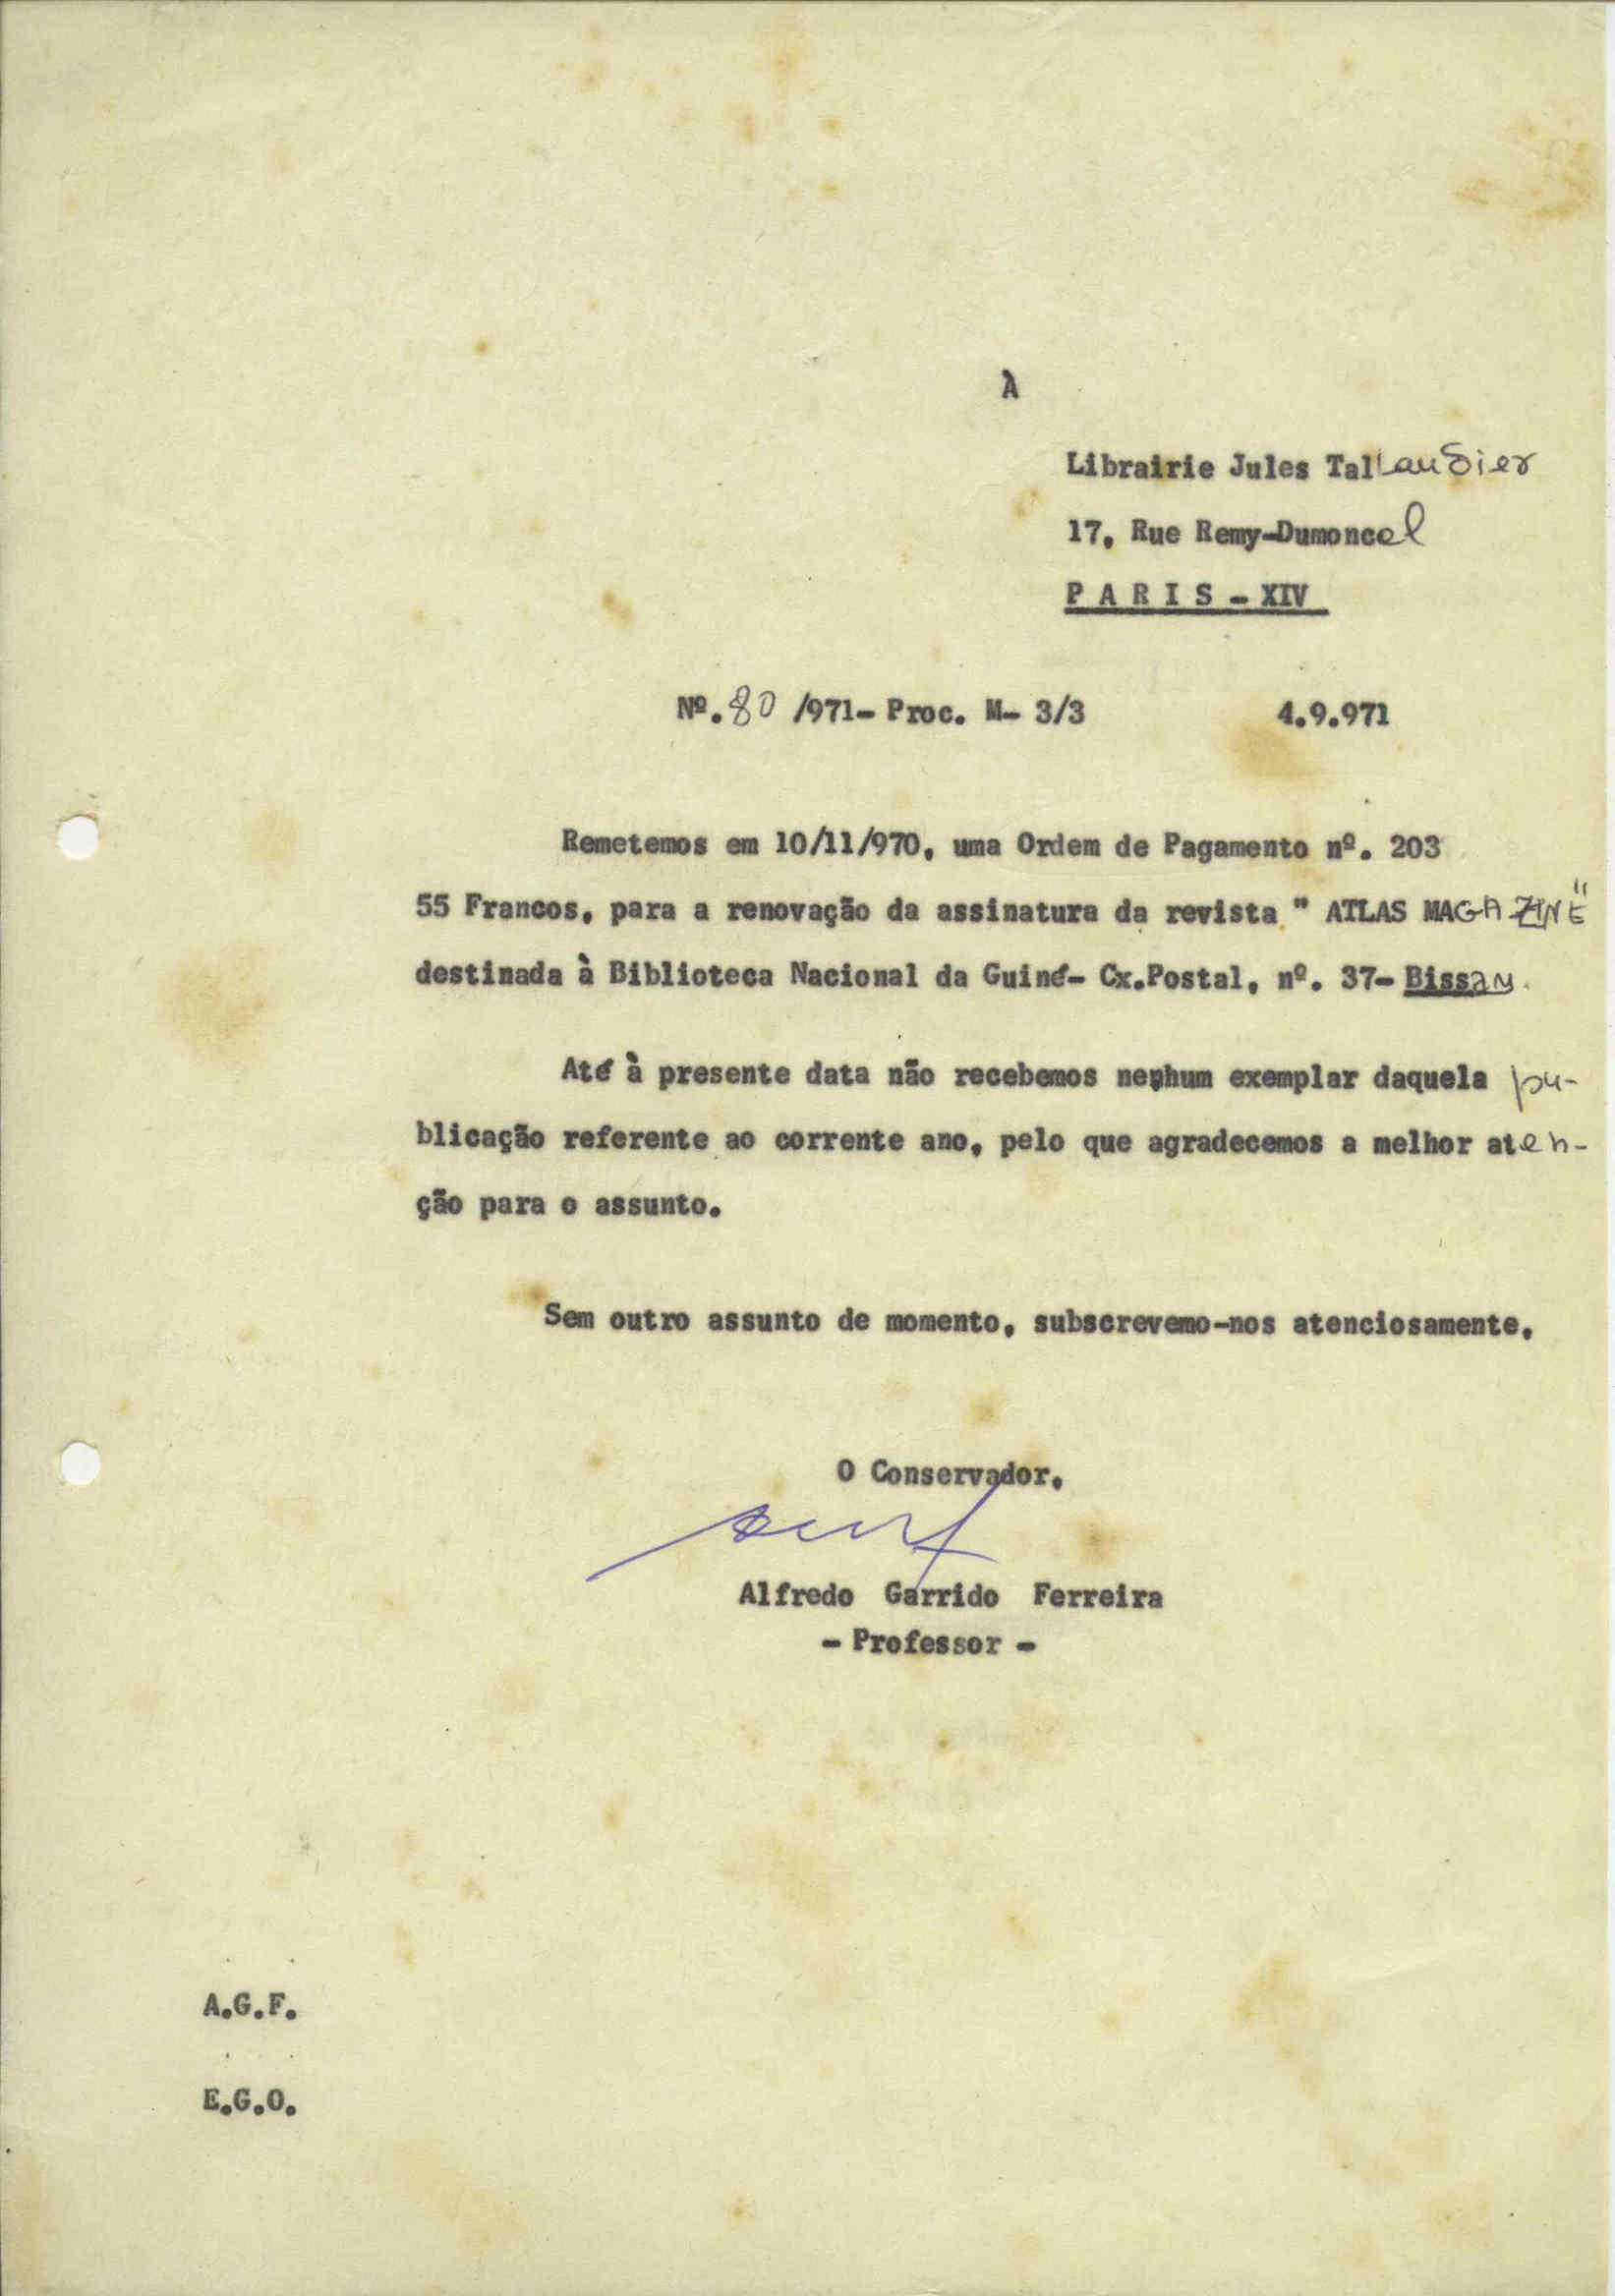 À
Librairie Jules Tallandier
17, Rue Remy-Dumoncel
P A R I S - XIV
Nº. 80 /971- Proc. M- 3/3 4.9.971
Remetemos em 10/11/970, uma Ordem de Pagamento nº. 203
55 Francos, para a renovação da assinatura da revista " ATLAS MAGAZINE"
destinada à Biblioteca Nacional da Guiné- Cx.Postal, nº. 37- Bissau.
Até à presente data não recebemos nenhum exemplar daquela pu-
blicação referente ao corrente ano, pelo que agradecemos a melhor aten-
ção para o assunto.
Sem outro assunto de momento, subscrevemo-nos atenciosamente,
O Conservador,
Alfredo Garrido Ferreira
- Professor -
A.G.F.
E.G.O.